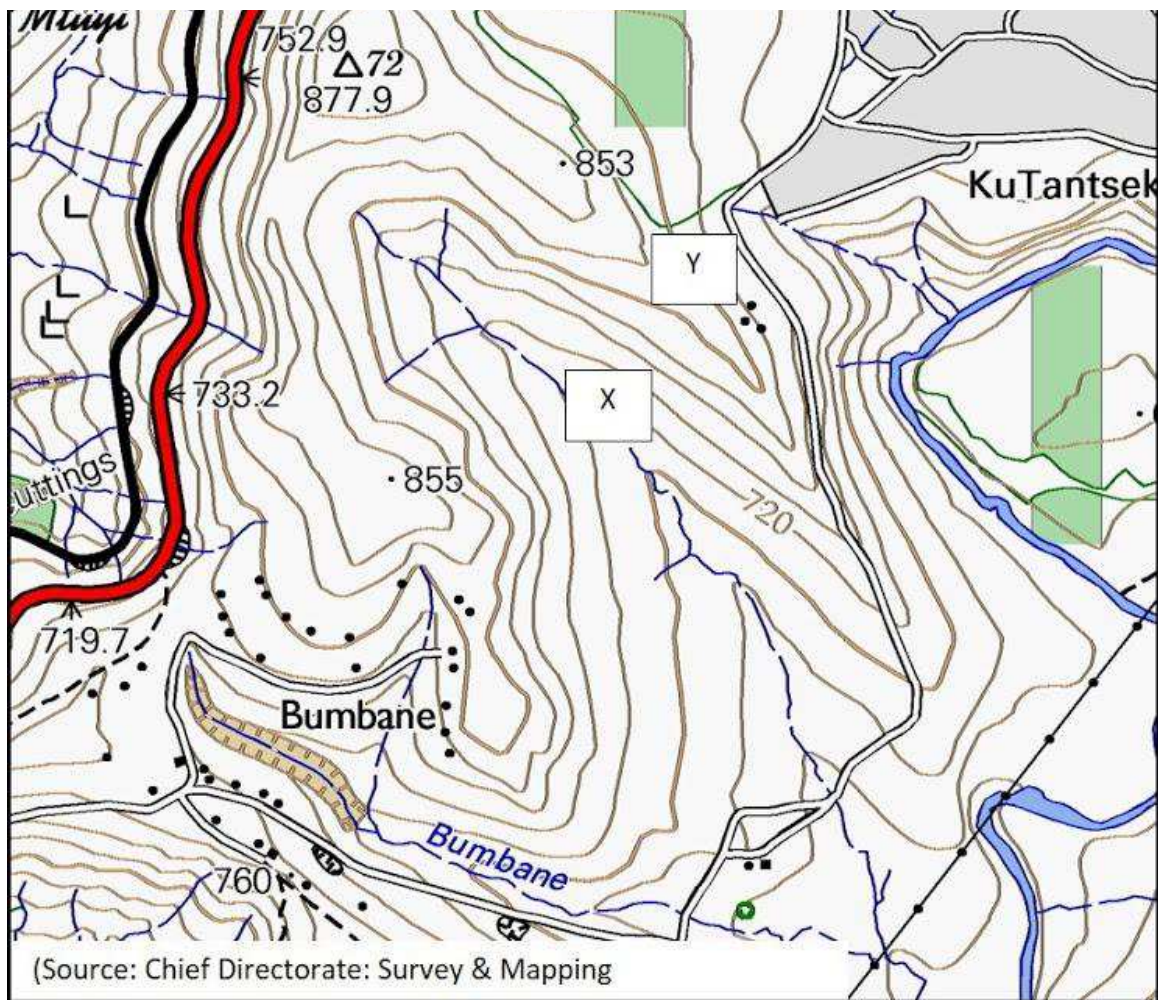 752.9
72
877.9
853
KuTantsek
Y
733.2
X
855
uttings
720
719.7
Bumbane
Bumbane
760
(Source: Chief Directorate: Survey & Mapping